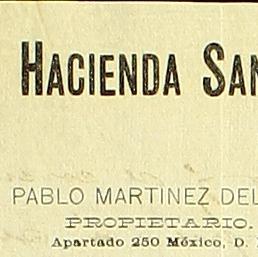 HACIENDA SAN
PABLO MARTINEZ DEL
PROPIETARIO.
Apartado 250 México, D.